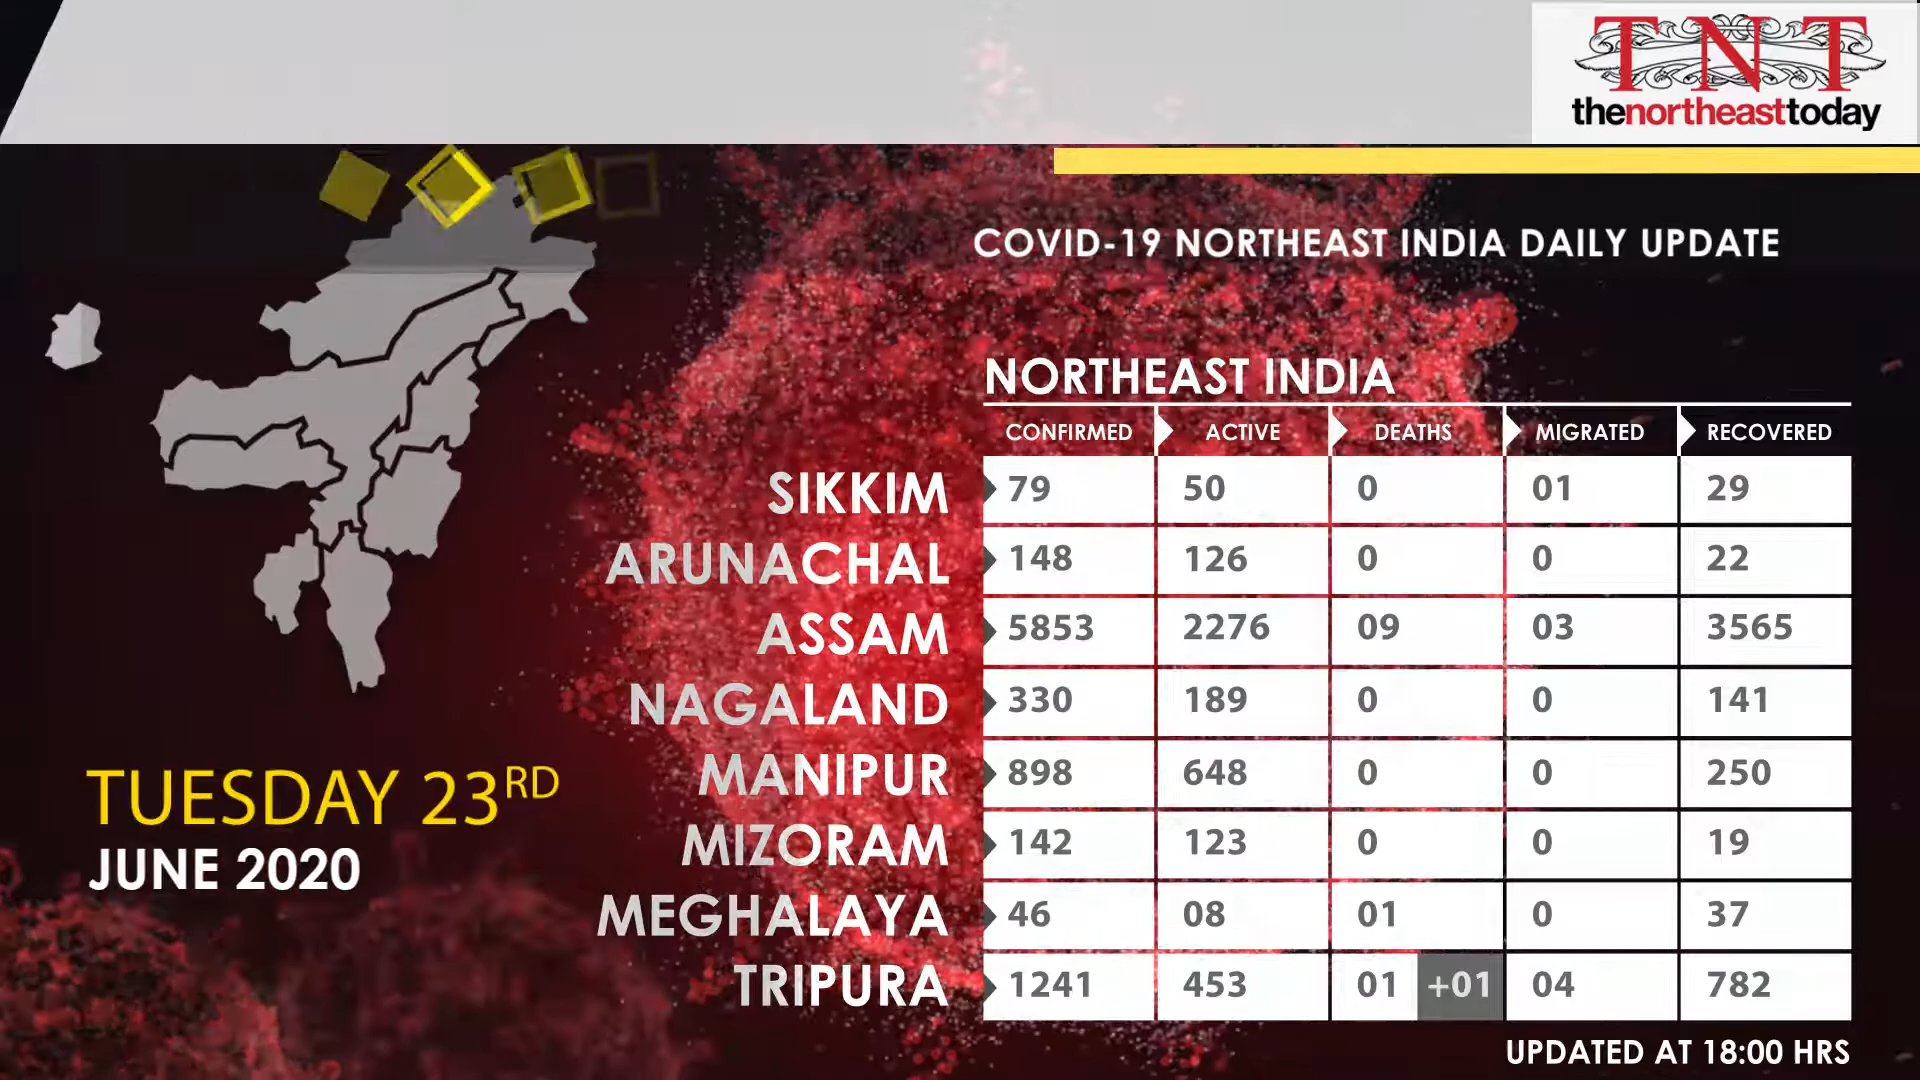 TNT
thenortheasttoday
COVID-19 NORTHEAST INDIA DAILY UPDATE
NORTHEAST INDIA
CONFIRMED ACTIVE DEATHS MIGRATED RECOVERED
SIKKIM 79 50 0 01 29
ARUNACHAL 148 126 0 0 22
ASSAM 5853 2276 09 03 3565
NAGALAND 330 189 0 0 141
MANIPUR 898 648 0 0 250
MIZORAM 142 123 0 0 19
MEGHALAYA 46 08 01 0 37
TRIPURA 1241 453 01 +01 04 782
TUESDAY 23RD
JUNE 2020
UPDATED AT 18:00 HRS